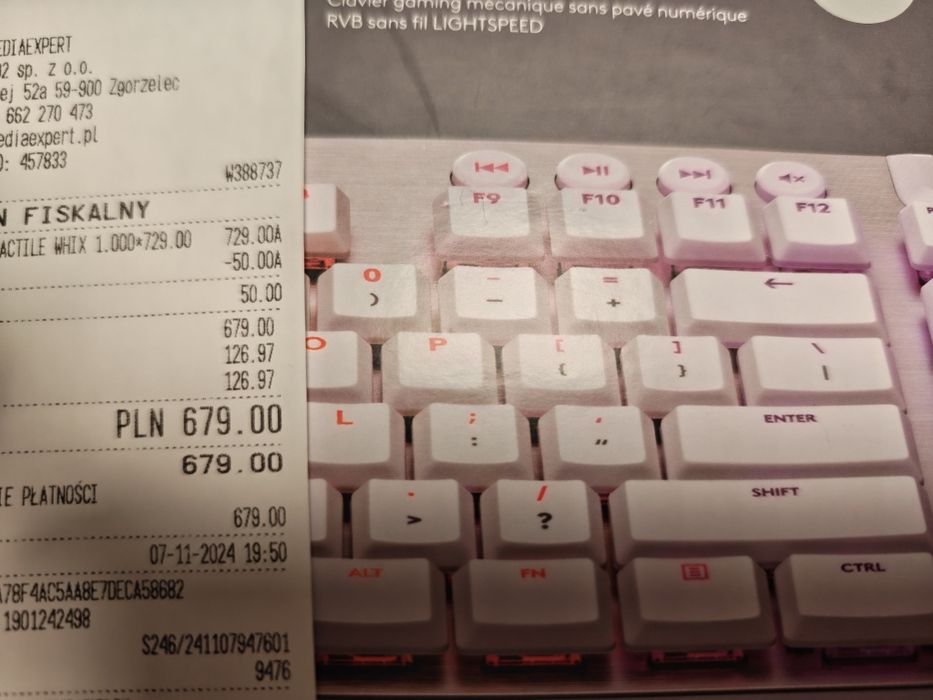 EDIAEXPERT
02 sp. z o.o.
ej 52a 59-900 Zgorzelec
662 270 473
ediaexpert.pl
O: 457833
W388737
N FISKALNY
ACTILE WHIX 1.000*729.00 729.00A
-50.00A
50.00
679.00
126.97
126.97
PLN 679.00
679.00
IE PŁATNOŚCI
679.00
07-11-2024 19:50
A78F4AC5AA8E7DECA58682
1901242498
S246/241107947601
9476
Clavier gaming mécanique sans pavé numérique
RVB sans fil LIGHTSPEED
F9 F10 F11 F12
0 ) - _ = +
O P [ { ] } \ |
L ; : ' " ENTER
. > / ? SHIFT
ALT FN CTRL